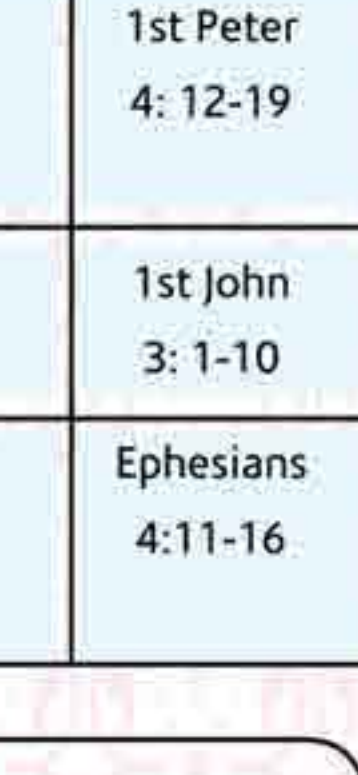 1st Peter
4: 12-19
1st John
3: 1-10
Ephesians
4:11-16